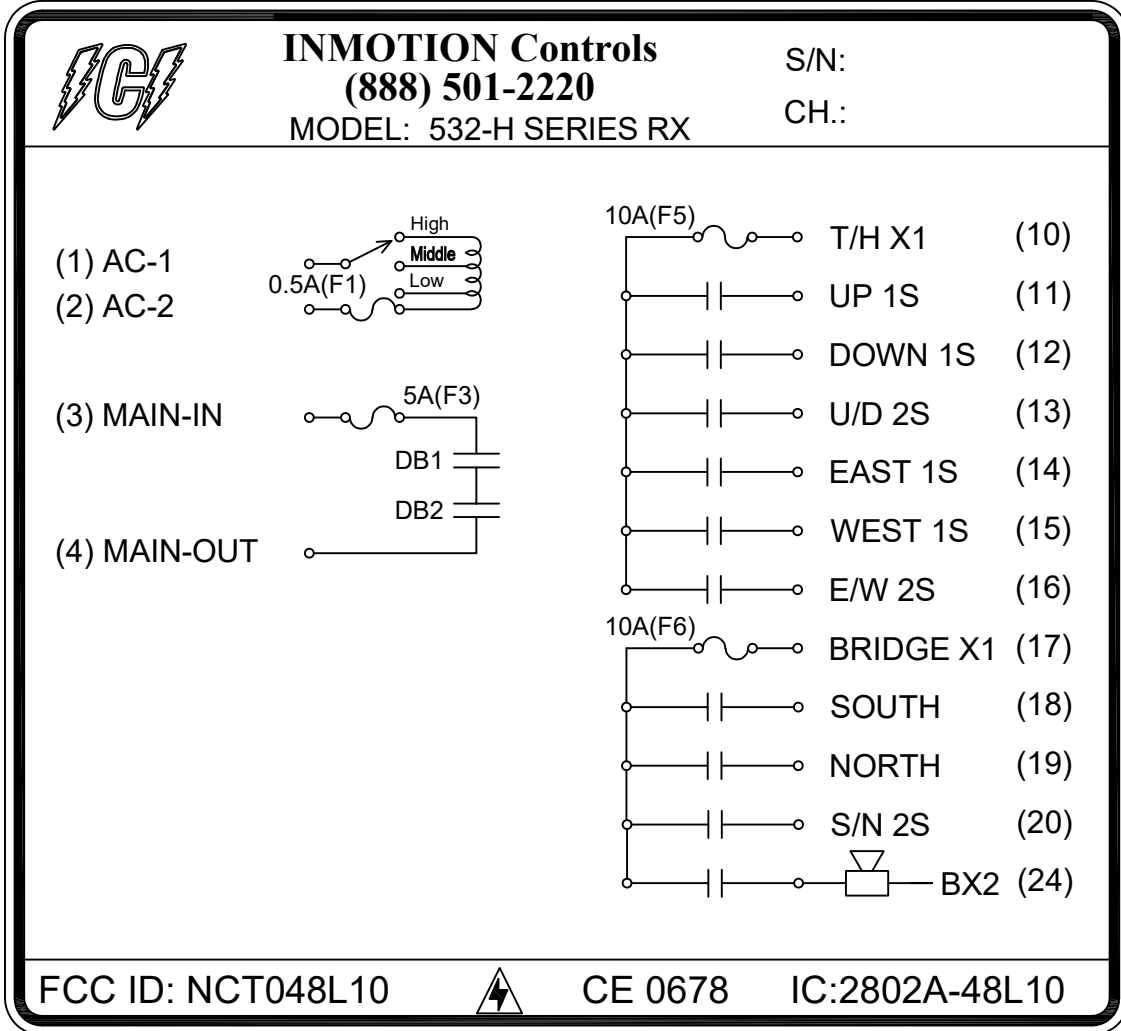 ICI
INMOTION Controls
(888) 501-2220
MODEL: 532-H SERIES RX
S/N:
CH.:
(1) AC-1
(2) AC-2
0.5A(F1)
High
Middle
Low
(3) MAIN-IN
5A(F3)
DB1
DB2
(4) MAIN-OUT
10A(F5)
T/H X1 (10)
UP 1S (11)
DOWN 1S (12)
U/D 2S (13)
EAST 1S (14)
WEST 1S (15)
E/W 2S (16)
10A(F6)
BRIDGE X1 (17)
SOUTH (18)
NORTH (19)
S/N 2S (20)
BX2 (24)
FCC ID: NCT048L10 CE 0678 IC:2802A-48L10